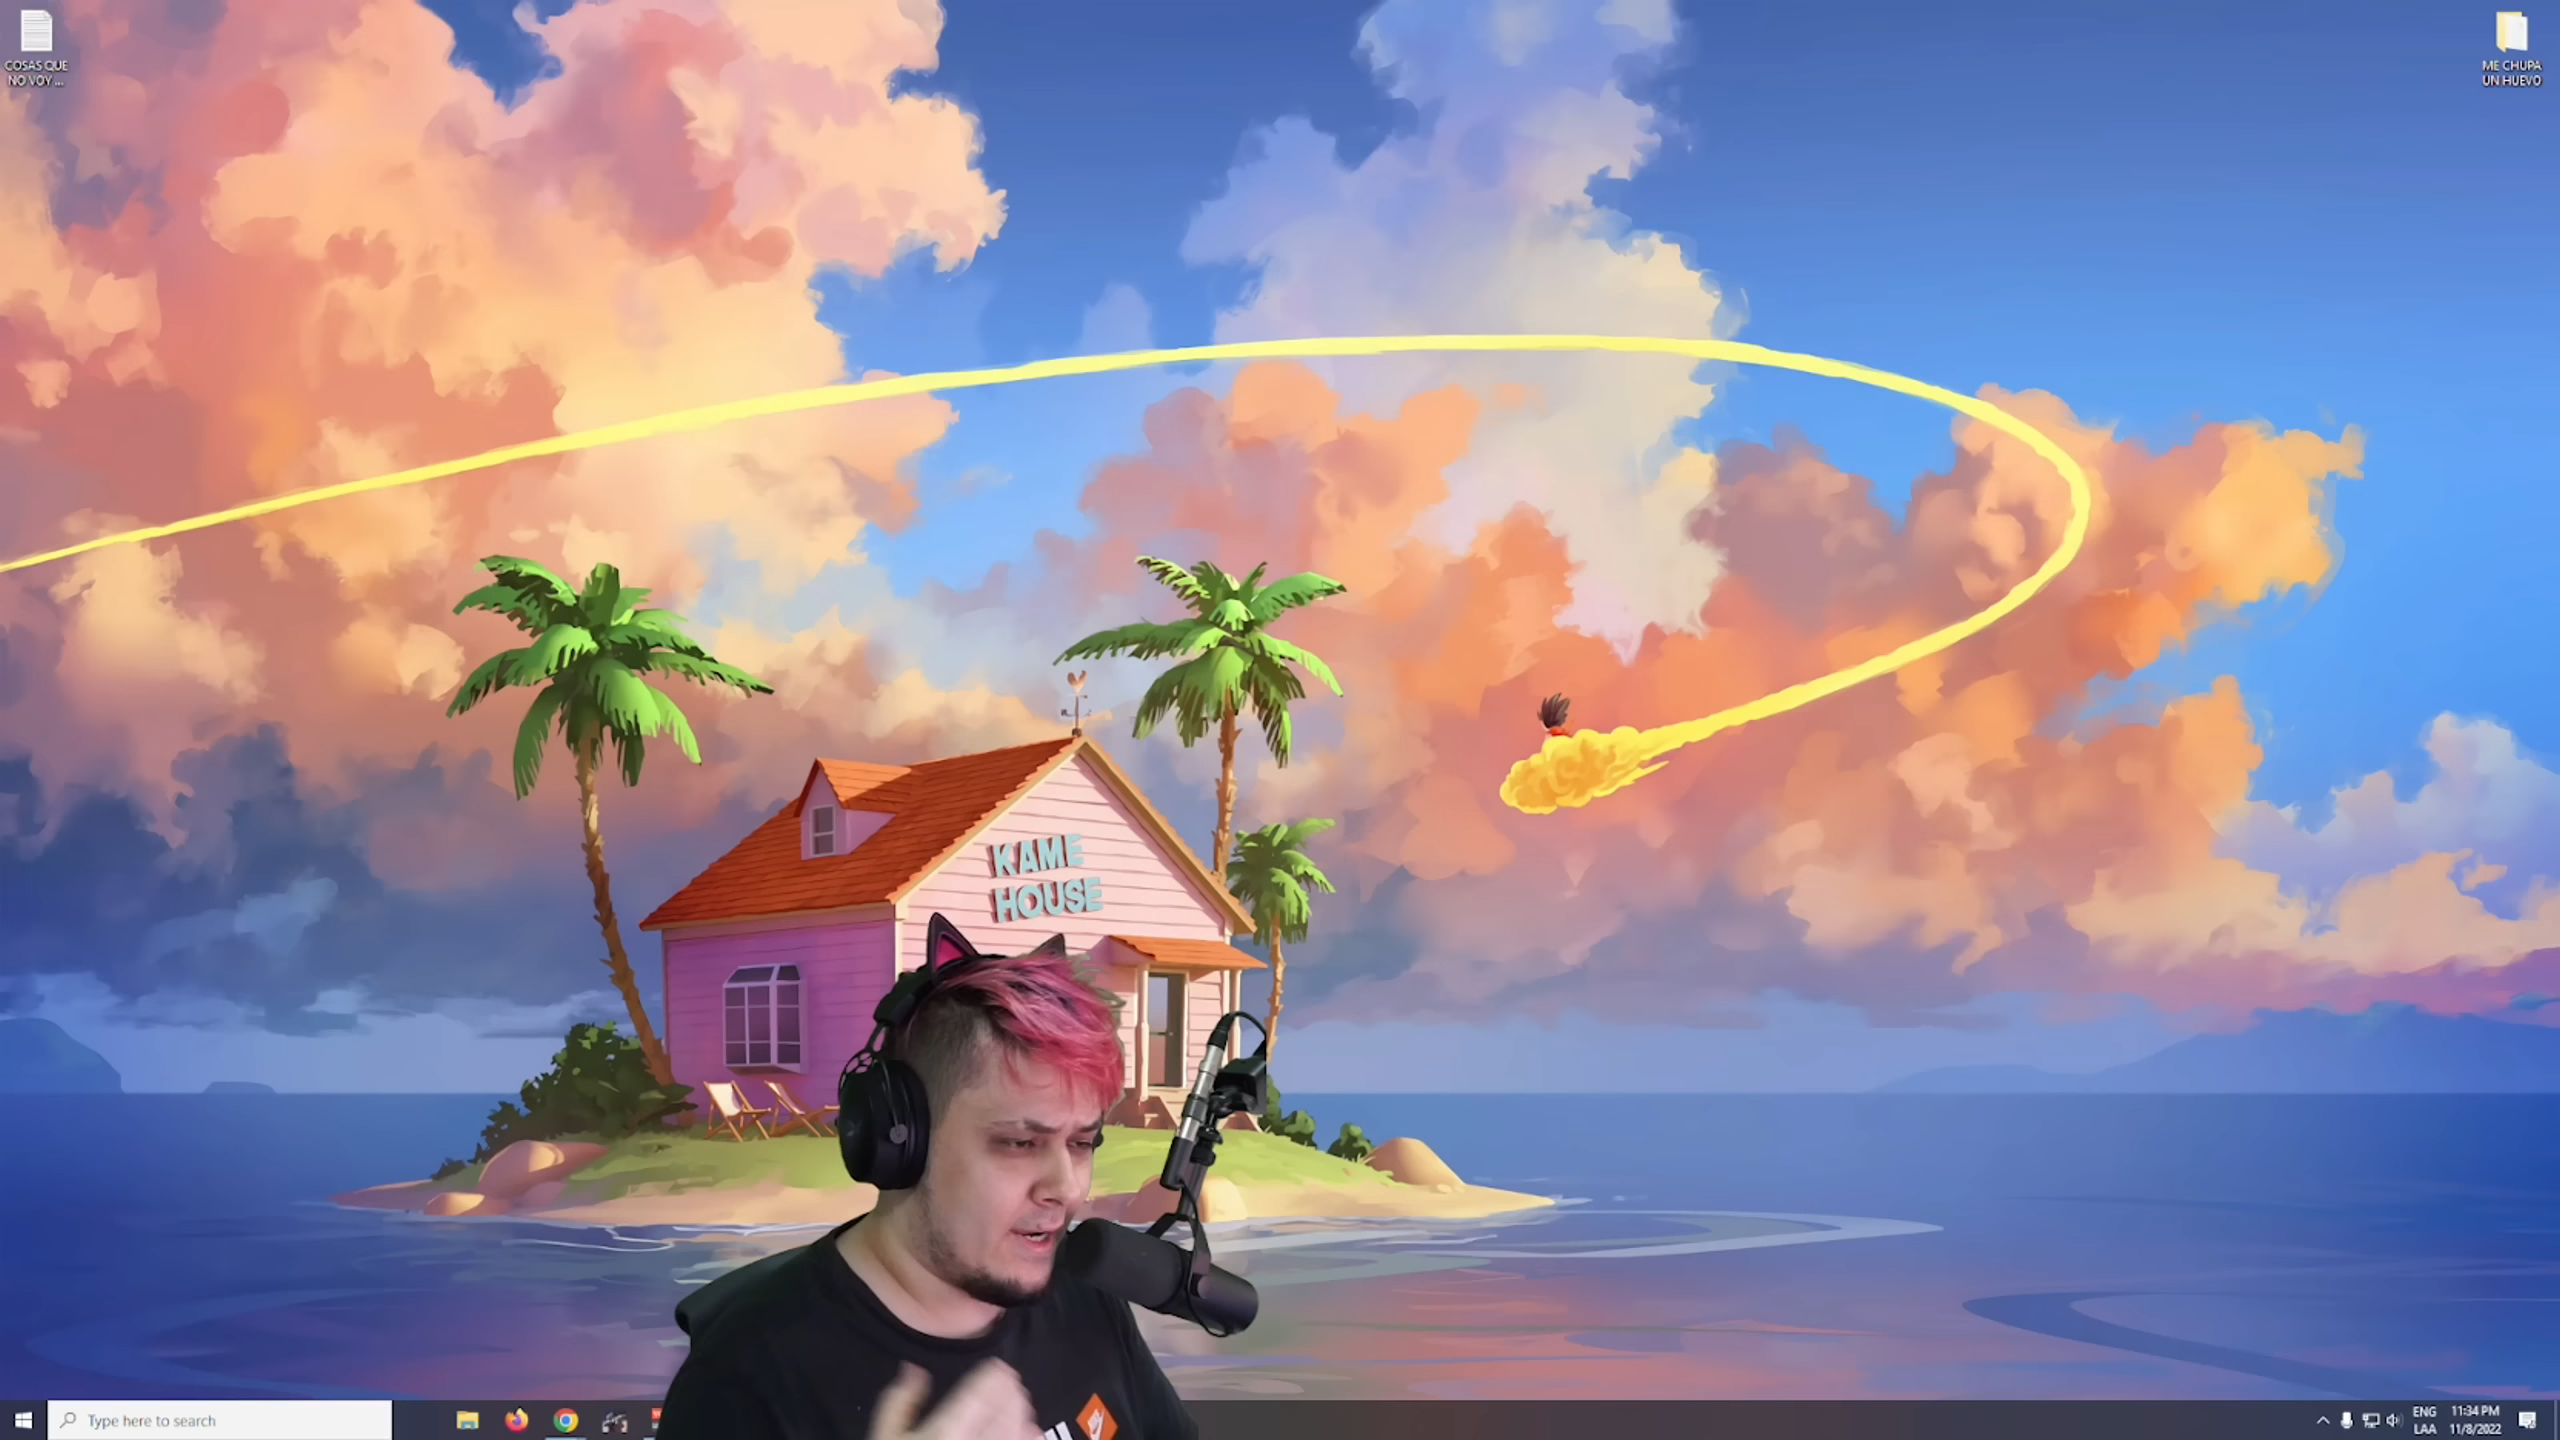 COSAS QUE
NO VOY ...
ME CHUPA
UN HUEVO
KAME
HOUSE
Type here to search
ENG
LAA
11:34 PM
11/8/2022